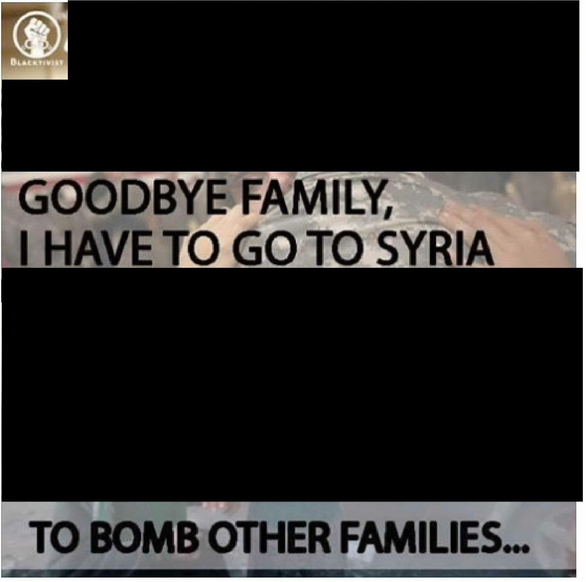 BLACKTIVIST
GOODBYE FAMILY,
I HAVE TO GO TO SYRIA
TO BOMB OTHER FAMILIES...